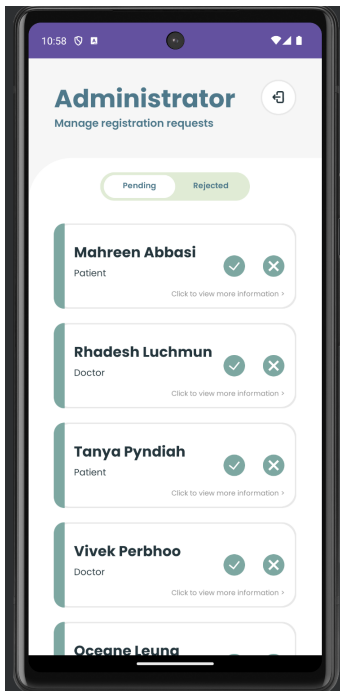 10:58
Administrator
Manage registration requests
Pending Rejected
Mahreen Abbasi
Patient
Click to view more information >
Rhadesh Luchmun
Doctor
Click to view more information >
Tanya Pyndiah
Patient
Click to view more information >
Vivek Perbhoo
Doctor
Click to view more information >
Oceane Leung